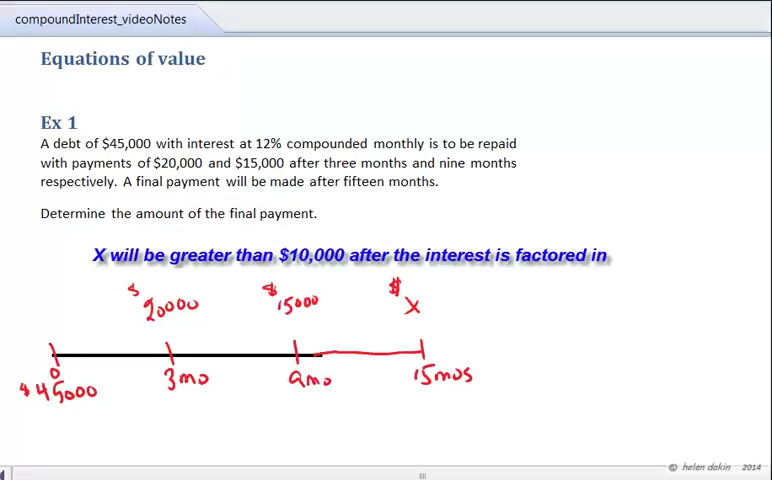 compoundInterest_videoNotes
Equations of value
Ex 1
A debt of $45,000 with interest at 12% compounded monthly is to be repaid
with payments of $20,000 and $15,000 after three months and nine months
respectively. A final payment will be made after fifteen months.
Determine the amount of the final payment.
X will be greater than $10,000 after the interest is factored in
$20000 $15000 $X
0 3mo 9mo 15mos
$45000
© helen dakin 2014